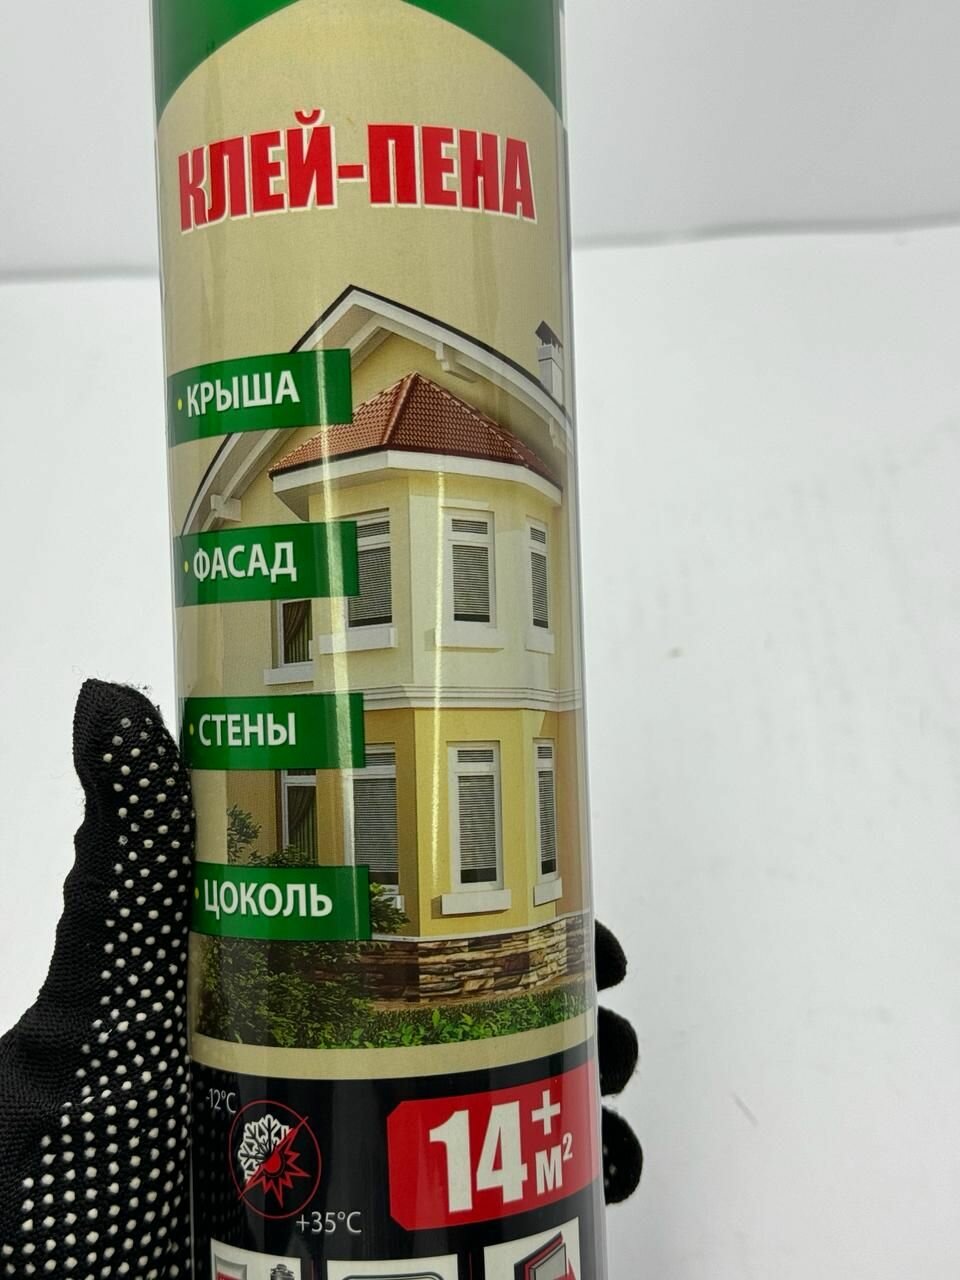 КЛЕЙ-ПЕНА
• КРЫША
• ФАСАД
• СТЕНЫ
• ЦОКОЛЬ
-12°C
14+ м²
+35°C